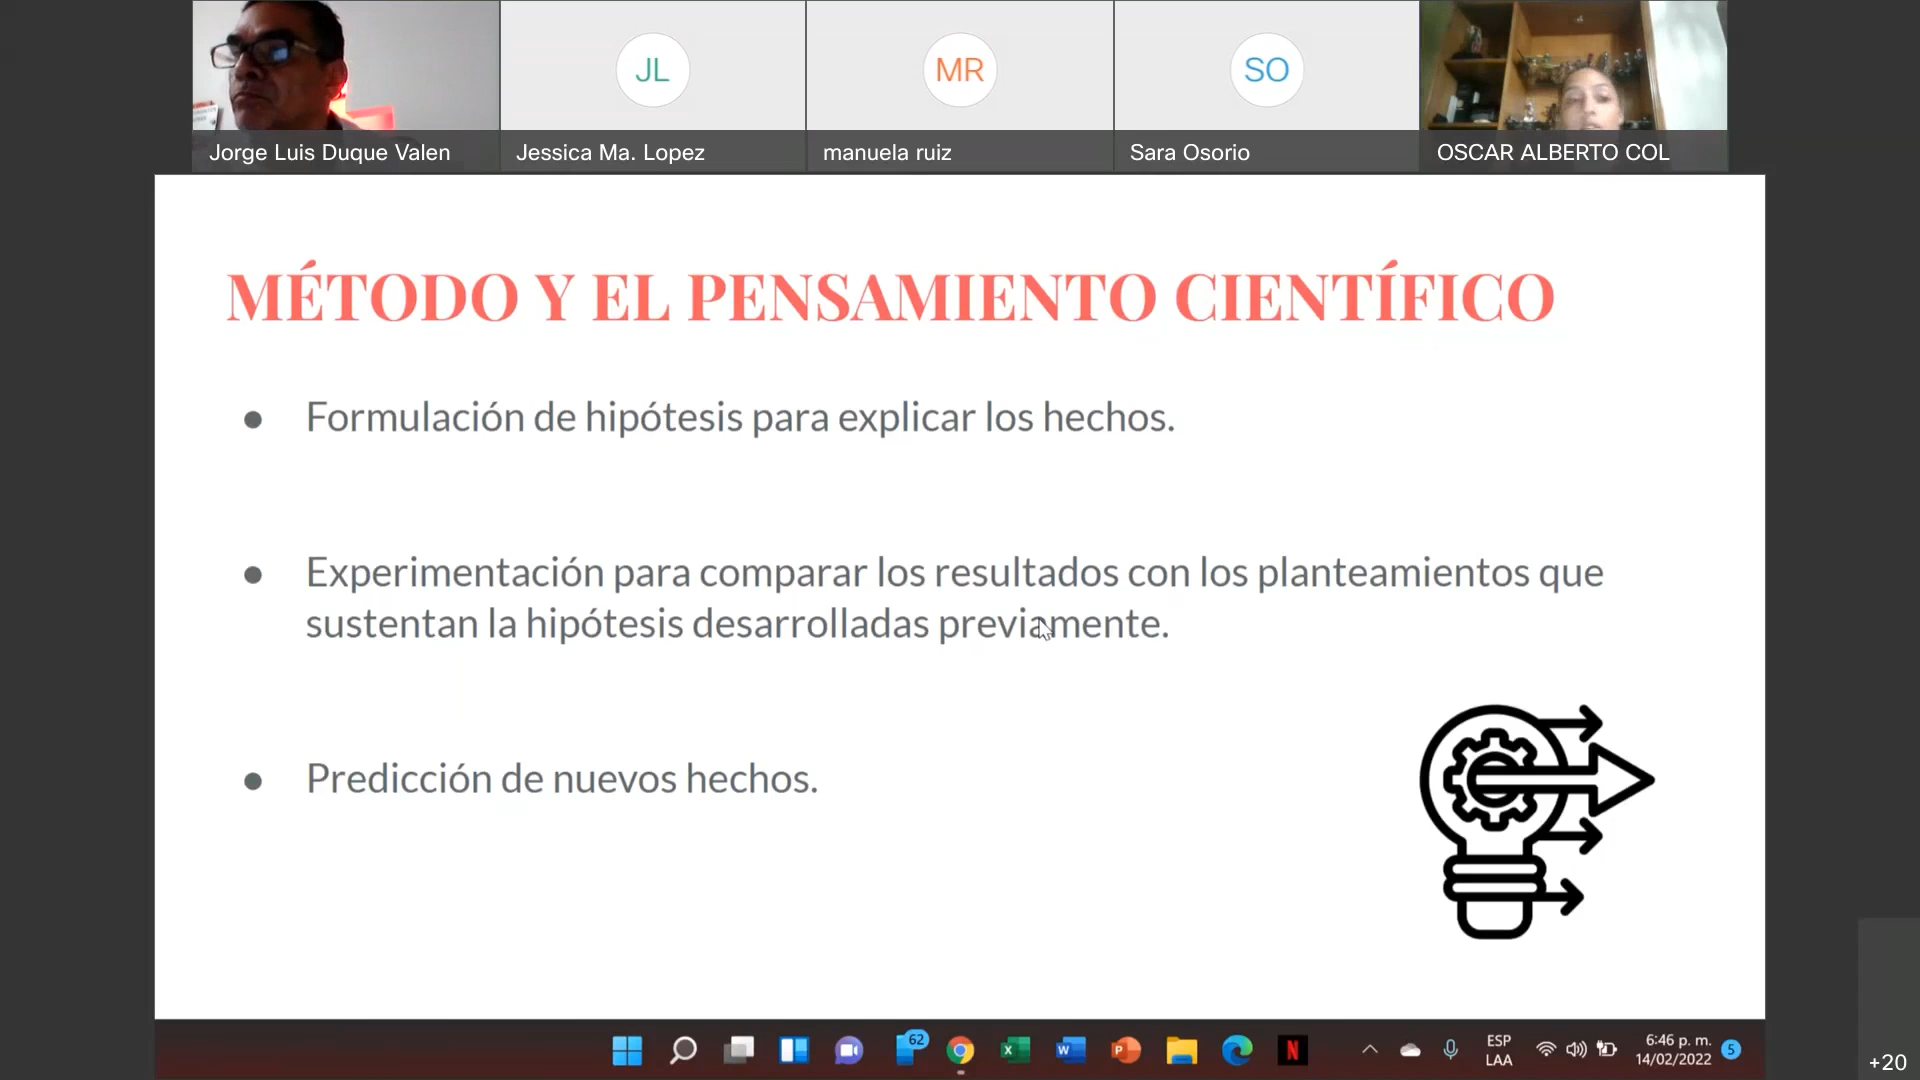 JL
MR
SO
Jorge Luis Duque Valen
Jessica Ma. Lopez
manuela ruiz
Sara Osorio
OSCAR ALBERTO COL
MÉTODO Y EL PENSAMIENTO CIENTÍFICO
● Formulación de hipótesis para explicar los hechos.
● Experimentación para comparar los resultados con los planteamientos que
sustentan la hipótesis desarrolladas previamente.
● Predicción de nuevos hechos.
62
ESP
LAA
6:46 p. m.
14/02/2022
5
+20